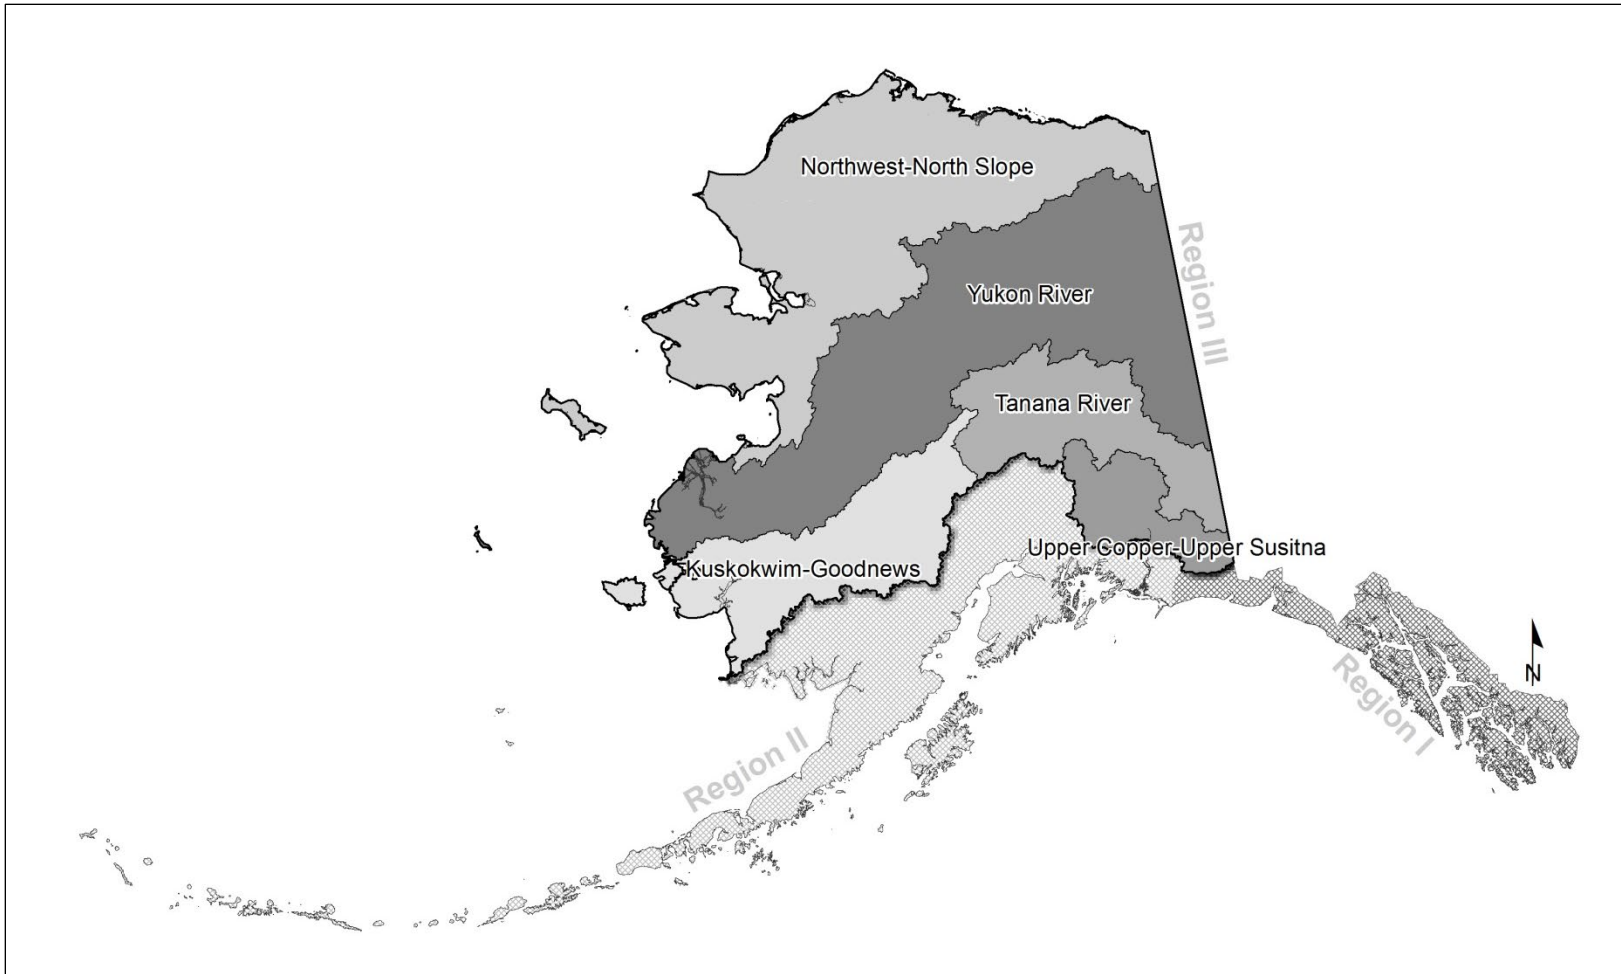 Northwest-North Slope
Region III
Yukon River
Tanana River
Upper Copper-Upper Susitna
Kuskokwim-Goodnews
N
Region I
Region II